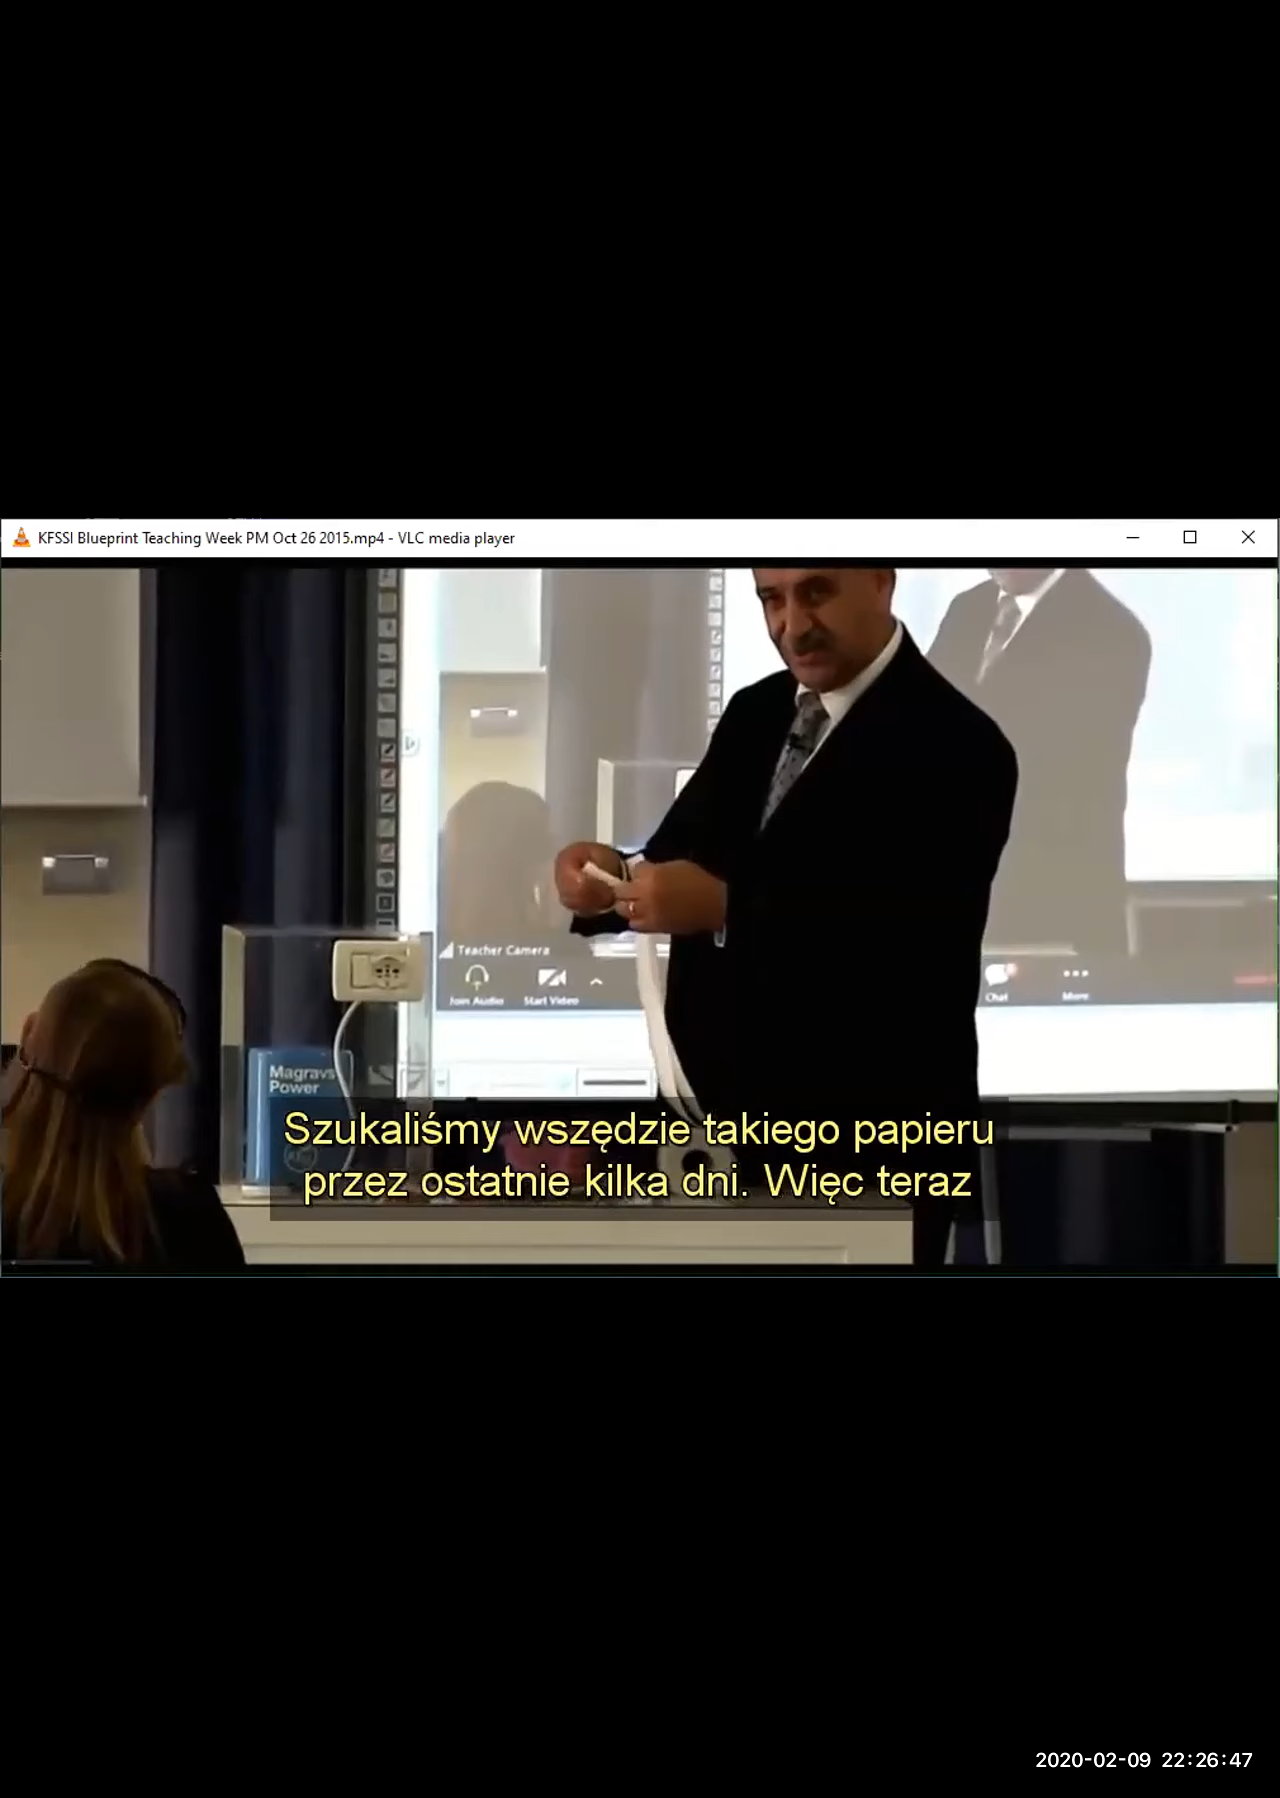 KFSSI Blueprint Teaching Week PM Oct 26 2015.mp4 - VLC media player
Teacher Camera
Join Audio
Start Video
Chat
More
Magravs
Power
Szukaliśmy wszędzie takiego papieru
przez ostatnie kilka dni. Więc teraz
2020-02-09 22:26:47